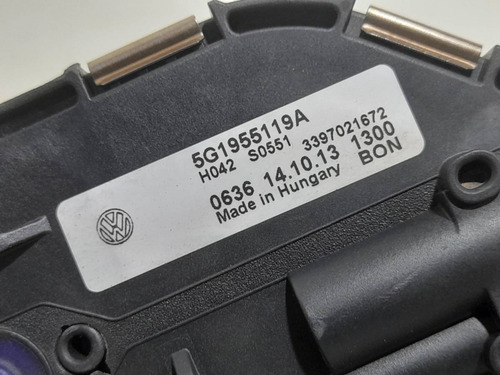 5G1955119A
H042 S0551 3397021672
0636 14.10.13 1300
Made in Hungary BON